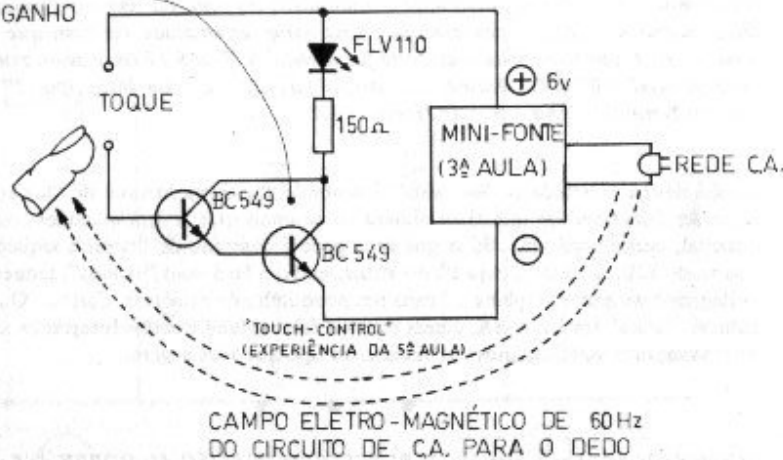 GANHO
TOQUE
FLV110
150Ω
BC549
BC549
⊕ 6v
MINI-FONTE
(3ª AULA)
REDE C.A.
⊖
"TOUCH-CONTROL"
(EXPERIÊNCIA DA 5ª AULA)
CAMPO ELETRO-MAGNÉTICO DE 60Hz
DO CIRCUITO DE C.A. PARA O DEDO